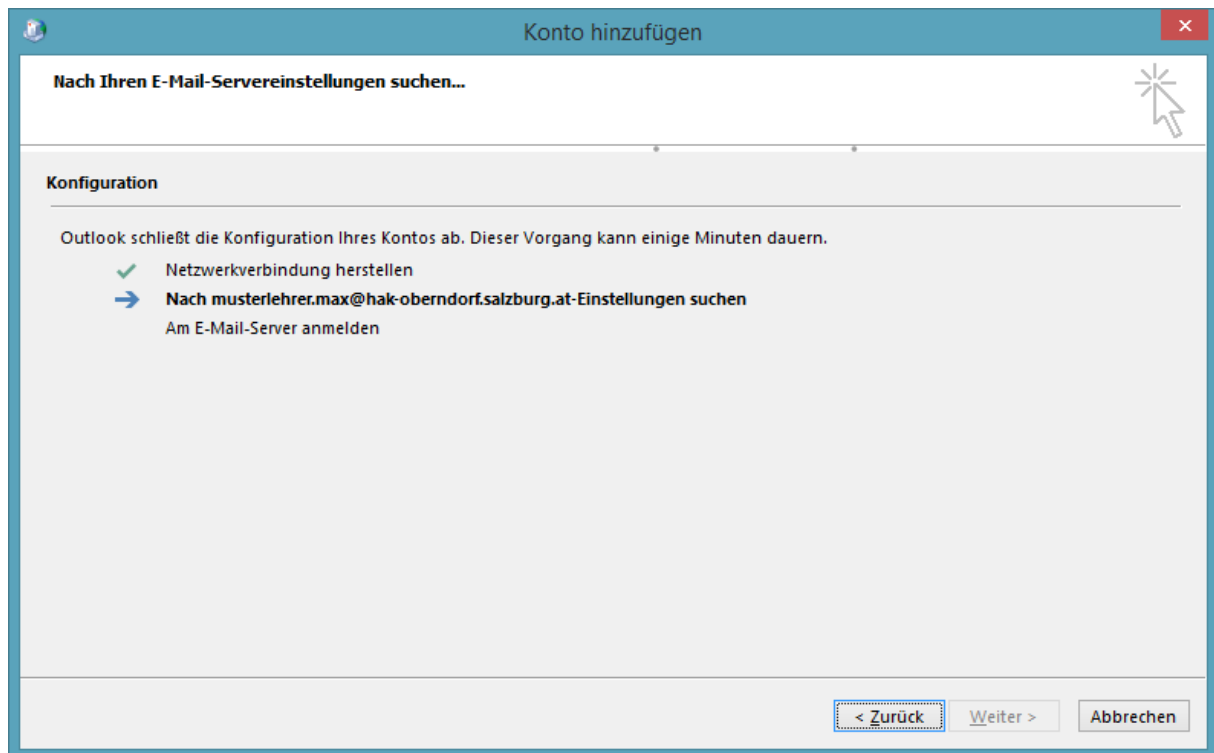 Konto hinzufügen
Nach Ihren E-Mail-Servereinstellungen suchen...
Konfiguration
Outlook schließt die Konfiguration Ihres Kontos ab. Dieser Vorgang kann einige Minuten dauern.
Netzwerkverbindung herstellen
Nach musterlehrer.max@hak-oberndorf.salzburg.at-Einstellungen suchen
Am E-Mail-Server anmelden
< Zurück Weiter > Abbrechen